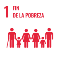 1 FIN
DE LA POBREZA